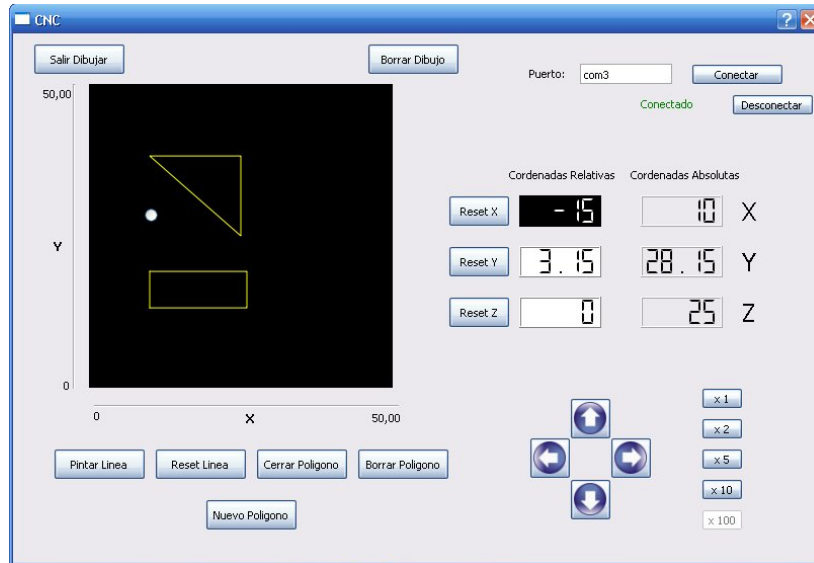 CNC
Salir Dibujar
Borrar Dibujo
Puerto: com3
Conectar
Conectado
Desconectar
50,00
Y
0
0
X
50,00
Cordenadas Relativas
Cordenadas Absolutas
Reset X
-15
10
X
Reset Y
3.15
28.15
Y
Reset Z
0
25
Z
Pintar Linea
Reset Linea
Cerrar Poligono
Borrar Poligono
Nuevo Poligono
x 1
x 2
x 5
x 10
x 100